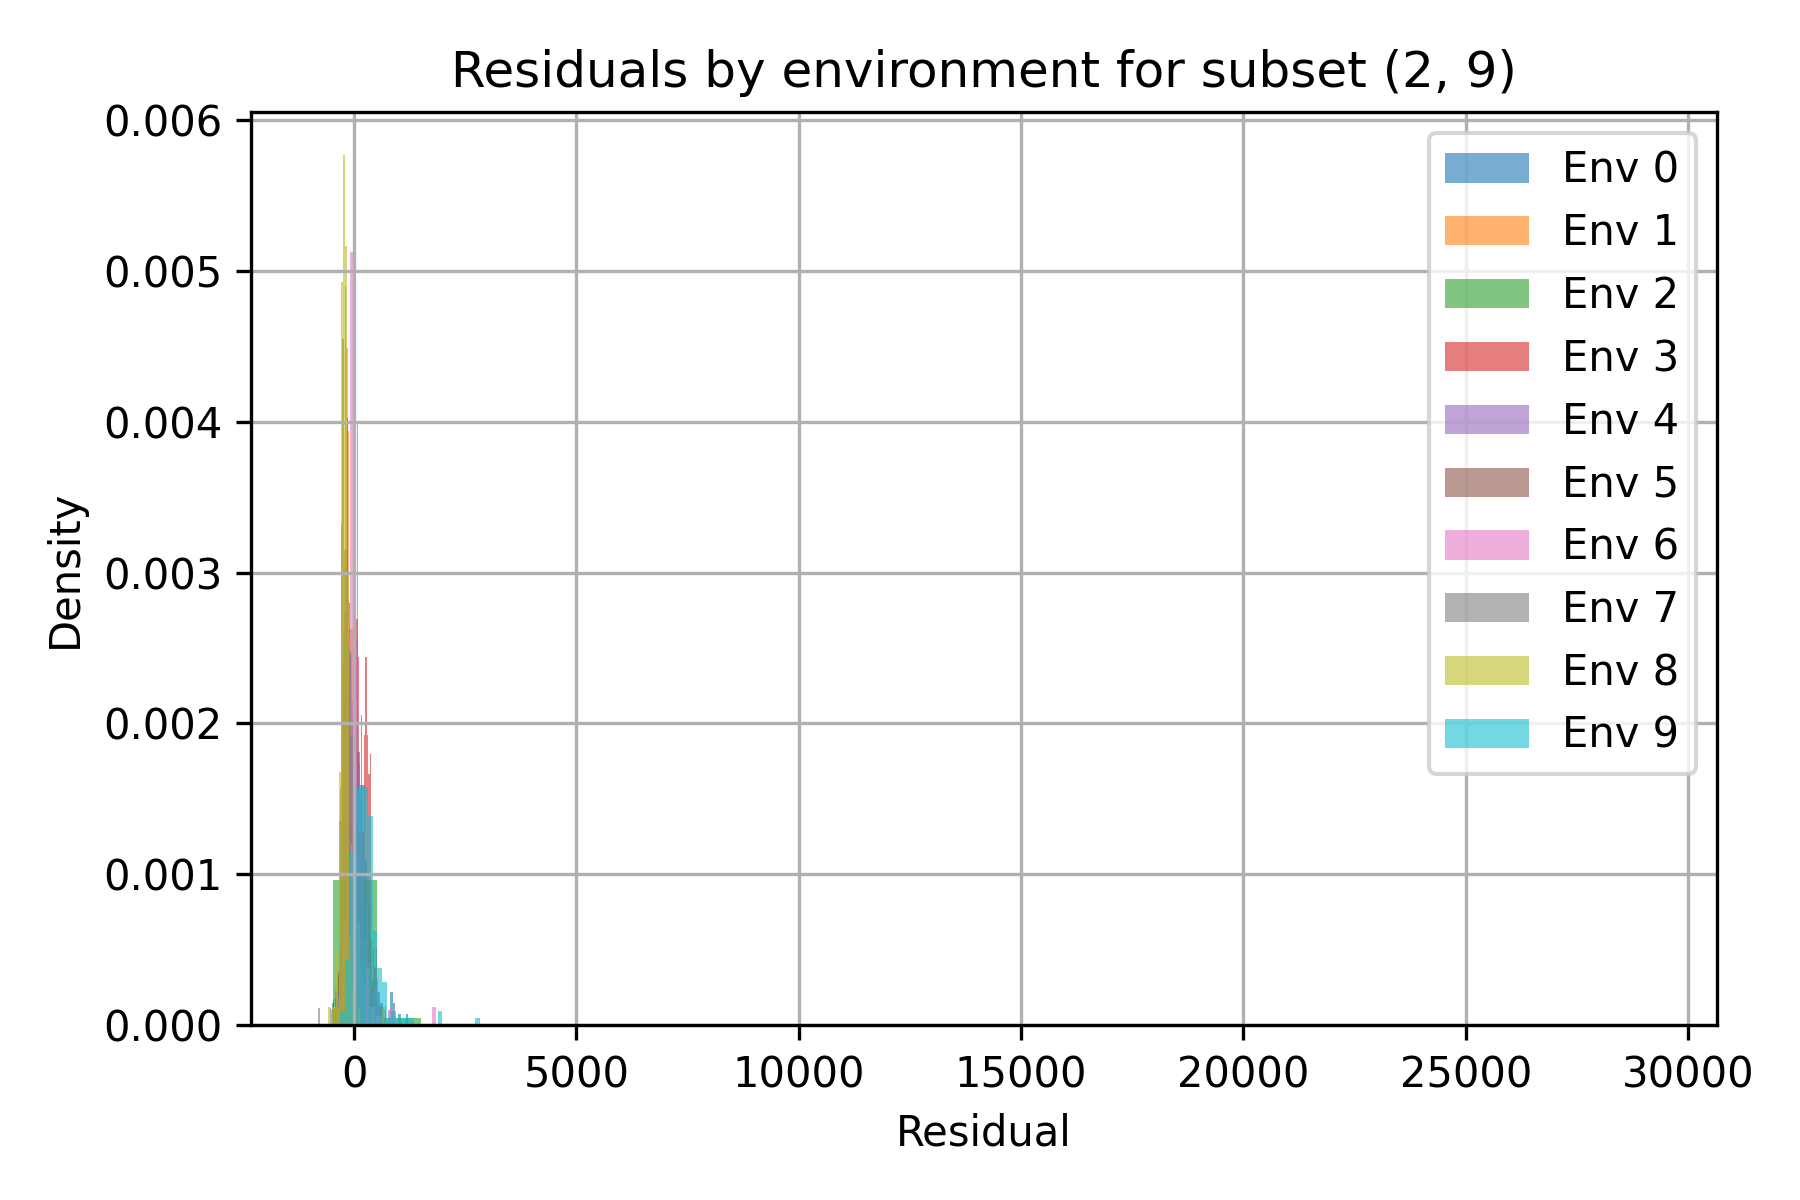 Residuals by environment for subset (2, 9)
0.006
0.005
0.004
0.003
0.002
0.001
0.000
Density
0
5000
10000
15000
20000
25000
30000
Residual
Env 0
Env 1
Env 2
Env 3
Env 4
Env 5
Env 6
Env 7
Env 8
Env 9